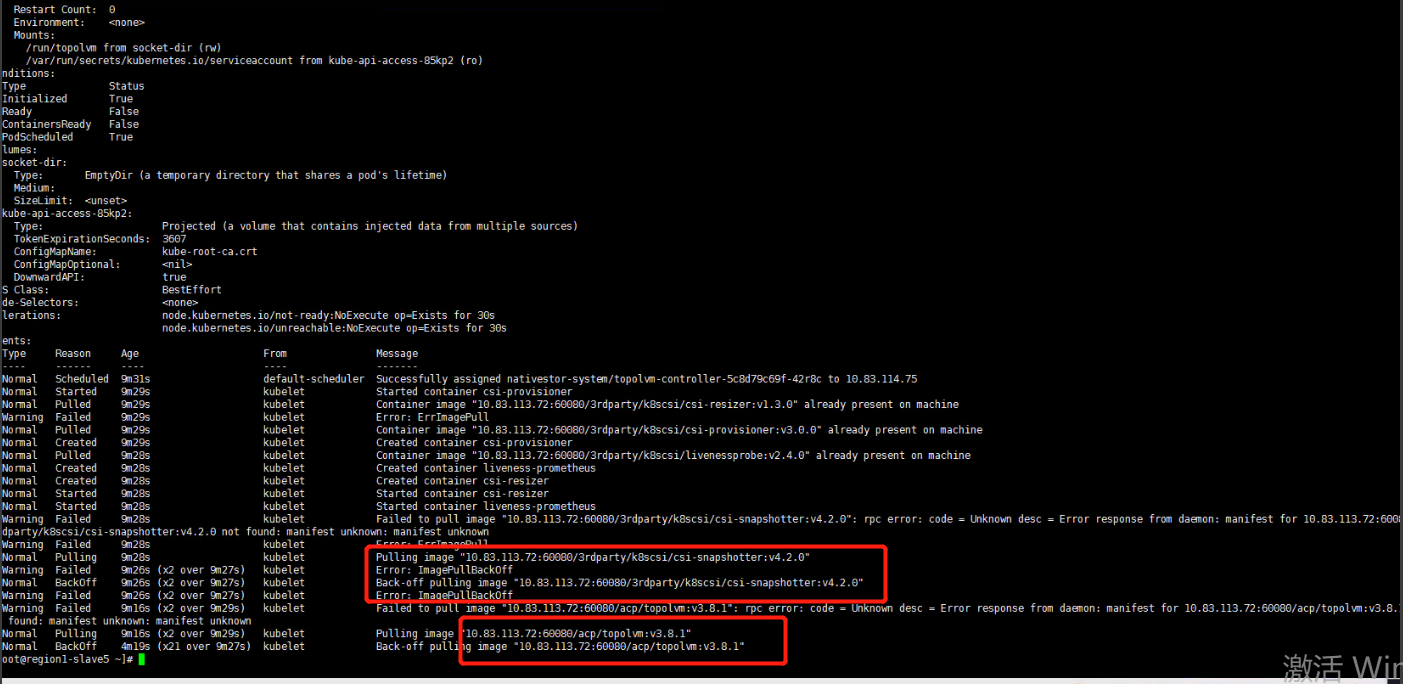 Restart Count:  0
Environment:    <none>
Mounts:
/run/topolvm from socket-dir (rw)
/var/run/secrets/kubernetes.io/serviceaccount from kube-api-access-85kp2 (ro)
nditions:
Type              Status
Initialized       True
Ready             False
ContainersReady   False
PodScheduled      True
lumes:
socket-dir:
Type:       EmptyDir (a temporary directory that shares a pod's lifetime)
Medium:
SizeLimit:  <unset>
kube-api-access-85kp2:
Type:                    Projected (a volume that contains injected data from multiple sources)
TokenExpirationSeconds:  3607
ConfigMapName:           kube-root-ca.crt
ConfigMapOptional:       <nil>
DownwardAPI:             true
S Class:                   BestEffort
de-Selectors:              <none>
lerations:                 node.kubernetes.io/not-ready:NoExecute op=Exists for 30s
node.kubernetes.io/unreachable:NoExecute op=Exists for 30s
ents:
Type     Reason     Age                    From               Message
----     ------     ----                   ----               -------
Normal   Scheduled  9m31s                  default-scheduler  Successfully assigned nativestor-system/topolvm-controller-5c8d79c69f-42r8c to 10.83.114.75
Normal   Started    9m29s                  kubelet            Started container csi-provisioner
Normal   Pulled     9m29s                  kubelet            Container image "10.83.113.72:60080/3rdparty/k8scsi/csi-resizer:v1.3.0" already present on machine
Warning  Failed     9m29s                  kubelet            Error: ErrImagePull
Normal   Pulled     9m29s                  kubelet            Container image "10.83.113.72:60080/3rdparty/k8scsi/csi-provisioner:v3.0.0" already present on machine
Normal   Created    9m29s                  kubelet            Created container csi-provisioner
Normal   Pulled     9m28s                  kubelet            Container image "10.83.113.72:60080/3rdparty/k8scsi/livenessprobe:v2.4.0" already present on machine
Normal   Created    9m28s                  kubelet            Created container liveness-prometheus
Normal   Created    9m28s                  kubelet            Created container csi-resizer
Normal   Started    9m28s                  kubelet            Started container csi-resizer
Normal   Started    9m28s                  kubelet            Started container liveness-prometheus
Warning  Failed     9m28s                  kubelet            Failed to pull image "10.83.113.72:60080/3rdparty/k8scsi/csi-snapshotter:v4.2.0": rpc error: code = Unknown desc = Error response from daemon: manifest for 10.83.113.72:6008
dparty/k8scsi/csi-snapshotter:v4.2.0 not found: manifest unknown: manifest unknown
Warning  Failed     9m28s                  kubelet            Error: ErrImagePull
Normal   Pulling    9m28s                  kubelet            Pulling image "10.83.113.72:60080/3rdparty/k8scsi/csi-snapshotter:v4.2.0"
Warning  Failed     9m26s (x2 over 9m27s)  kubelet            Error: ImagePullBackOff
Normal   BackOff    9m26s (x2 over 9m27s)  kubelet            Back-off pulling image "10.83.113.72:60080/3rdparty/k8scsi/csi-snapshotter:v4.2.0"
Warning  Failed     9m26s (x2 over 9m27s)  kubelet            Error: ImagePullBackOff
Warning  Failed     9m16s (x2 over 9m29s)  kubelet            Failed to pull image "10.83.113.72:60080/acp/topolvm:v3.8.1": rpc error: code = Unknown desc = Error response from daemon: manifest for 10.83.113.72:60080/acp/topolvm:v3.8.1
found: manifest unknown: manifest unknown
Normal   Pulling    9m16s (x2 over 9m29s)  kubelet            Pulling image "10.83.113.72:60080/acp/topolvm:v3.8.1"
Normal   BackOff    4m19s (x21 over 9m27s)  kubelet            Back-off pulling image "10.83.113.72:60080/acp/topolvm:v3.8.1"
oot@region1-slave5 ~]#
激活 Win